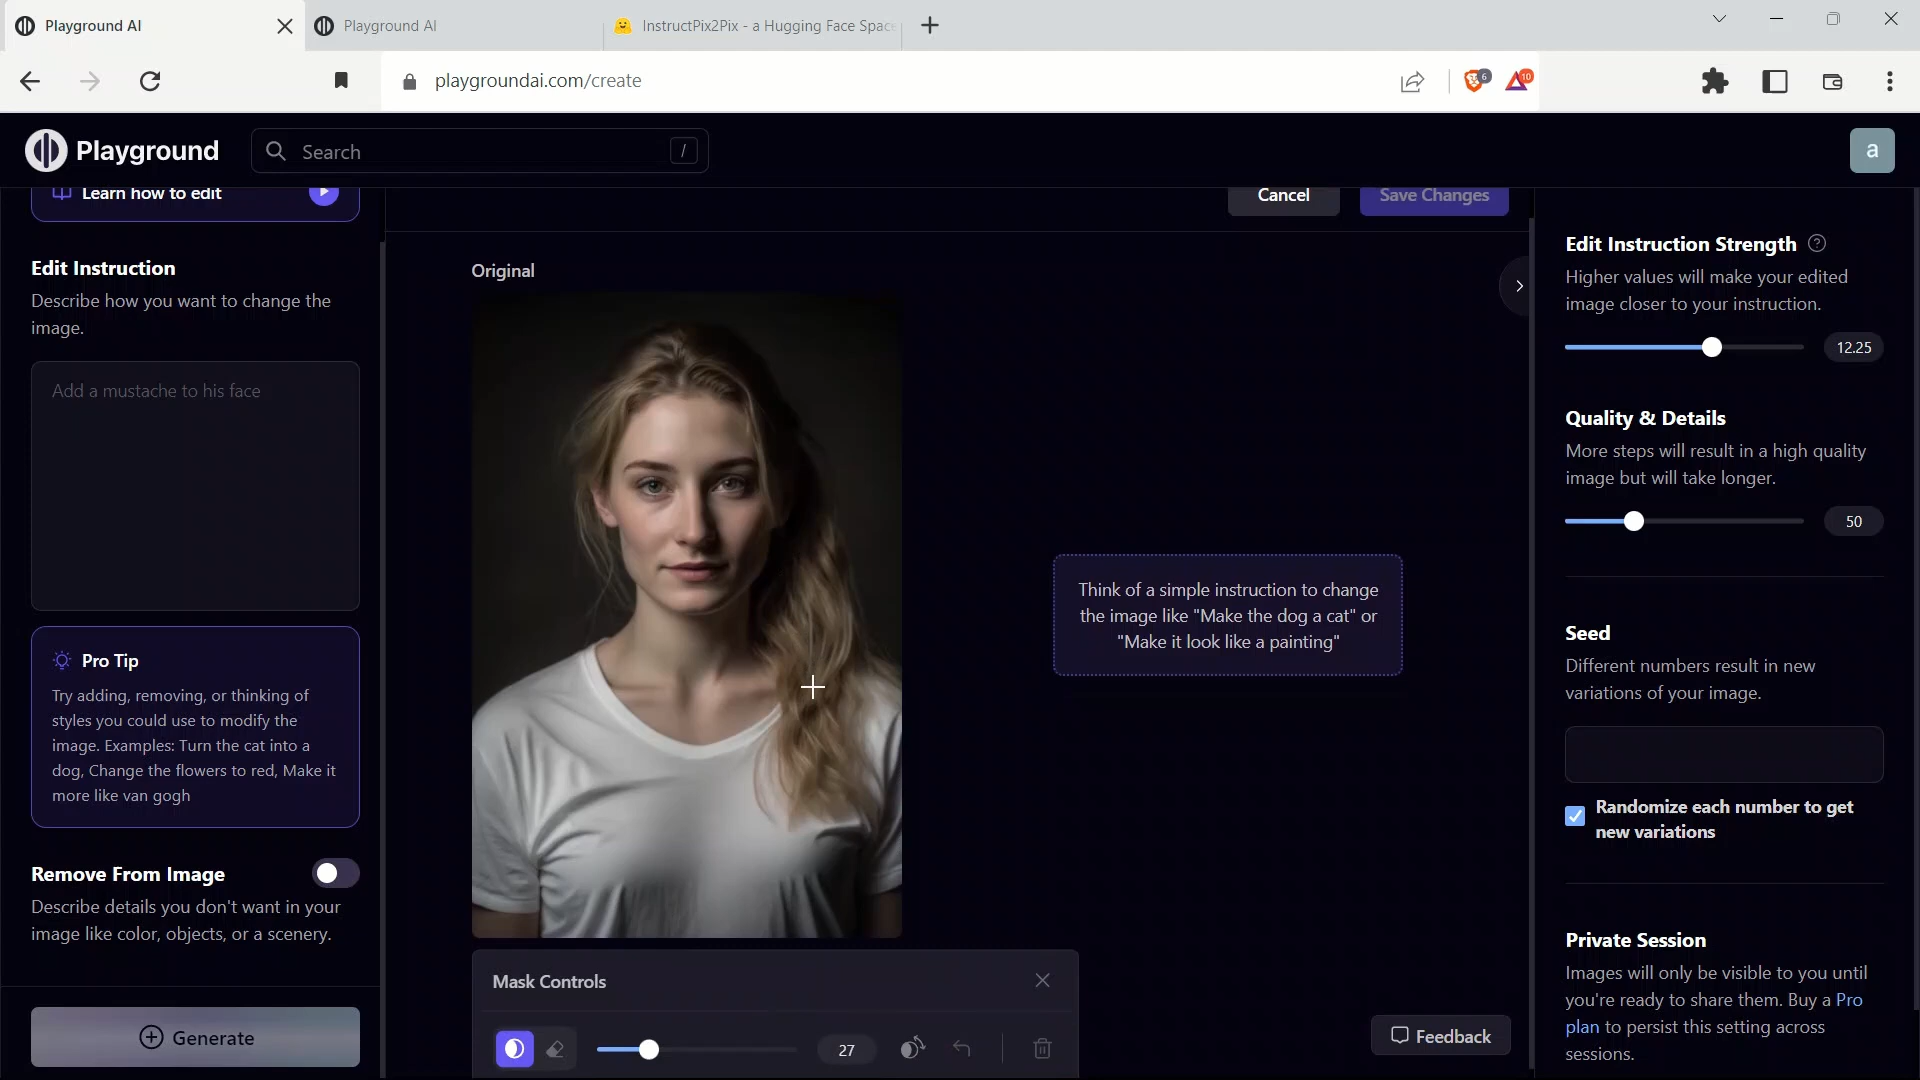 Playground AI
Playground AI
InstructPix2Pix - a Hugging Face Space
playgroundai.com/create
6
10
Playground
Search
/
a
Learn how to edit
Cancel
Save Changes
Edit Instruction
Describe how you want to change the
image.
Add a mustache to his face
Pro Tip
Try adding, removing, or thinking of
styles you could use to modify the
image. Examples: Turn the cat into a
dog, Change the flowers to red, Make it
more like van gogh
Remove From Image
Describe details you don't want in your
image like color, objects, or a scenery.
Generate
Original
Think of a simple instruction to change
the image like "Make the dog a cat" or
"Make it look like a painting"
Mask Controls
27
Feedback
Edit Instruction Strength ?
Higher values will make your edited
image closer to your instruction.
12.25
Quality & Details
More steps will result in a high quality
image but will take longer.
50
Seed
Different numbers result in new
variations of your image.
Randomize each number to get
new variations
Private Session
Images will only be visible to you until
you're ready to share them. Buy a Pro
plan to persist this setting across
sessions.